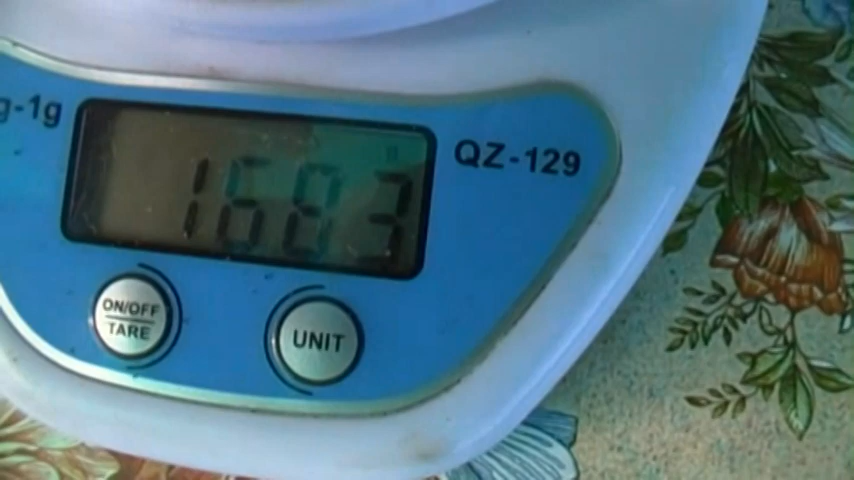 g-1g
QZ-129
1683
ON/OFF
TARE
UNIT